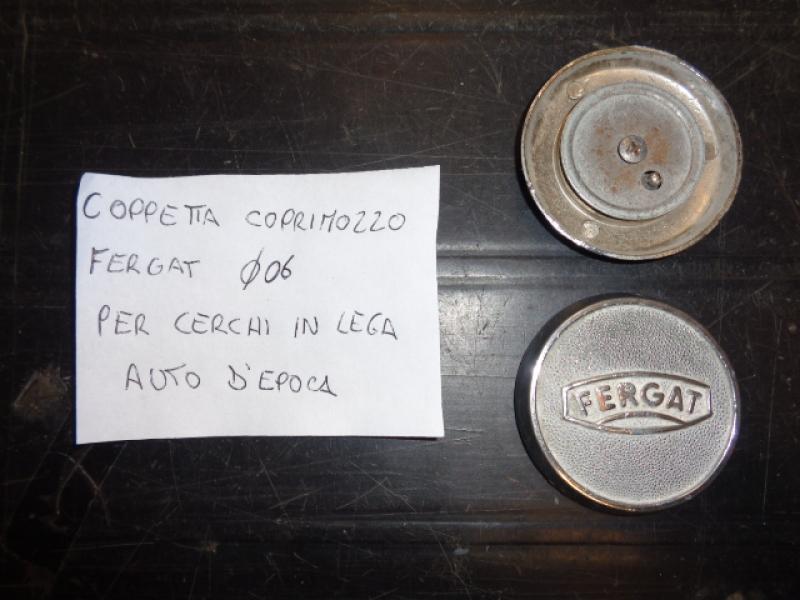 COPPETTA COPRIMOZZO
FERGAT Ø06
PER CERCHI IN LEGA
AUTO D'EPOCA
FERGAT